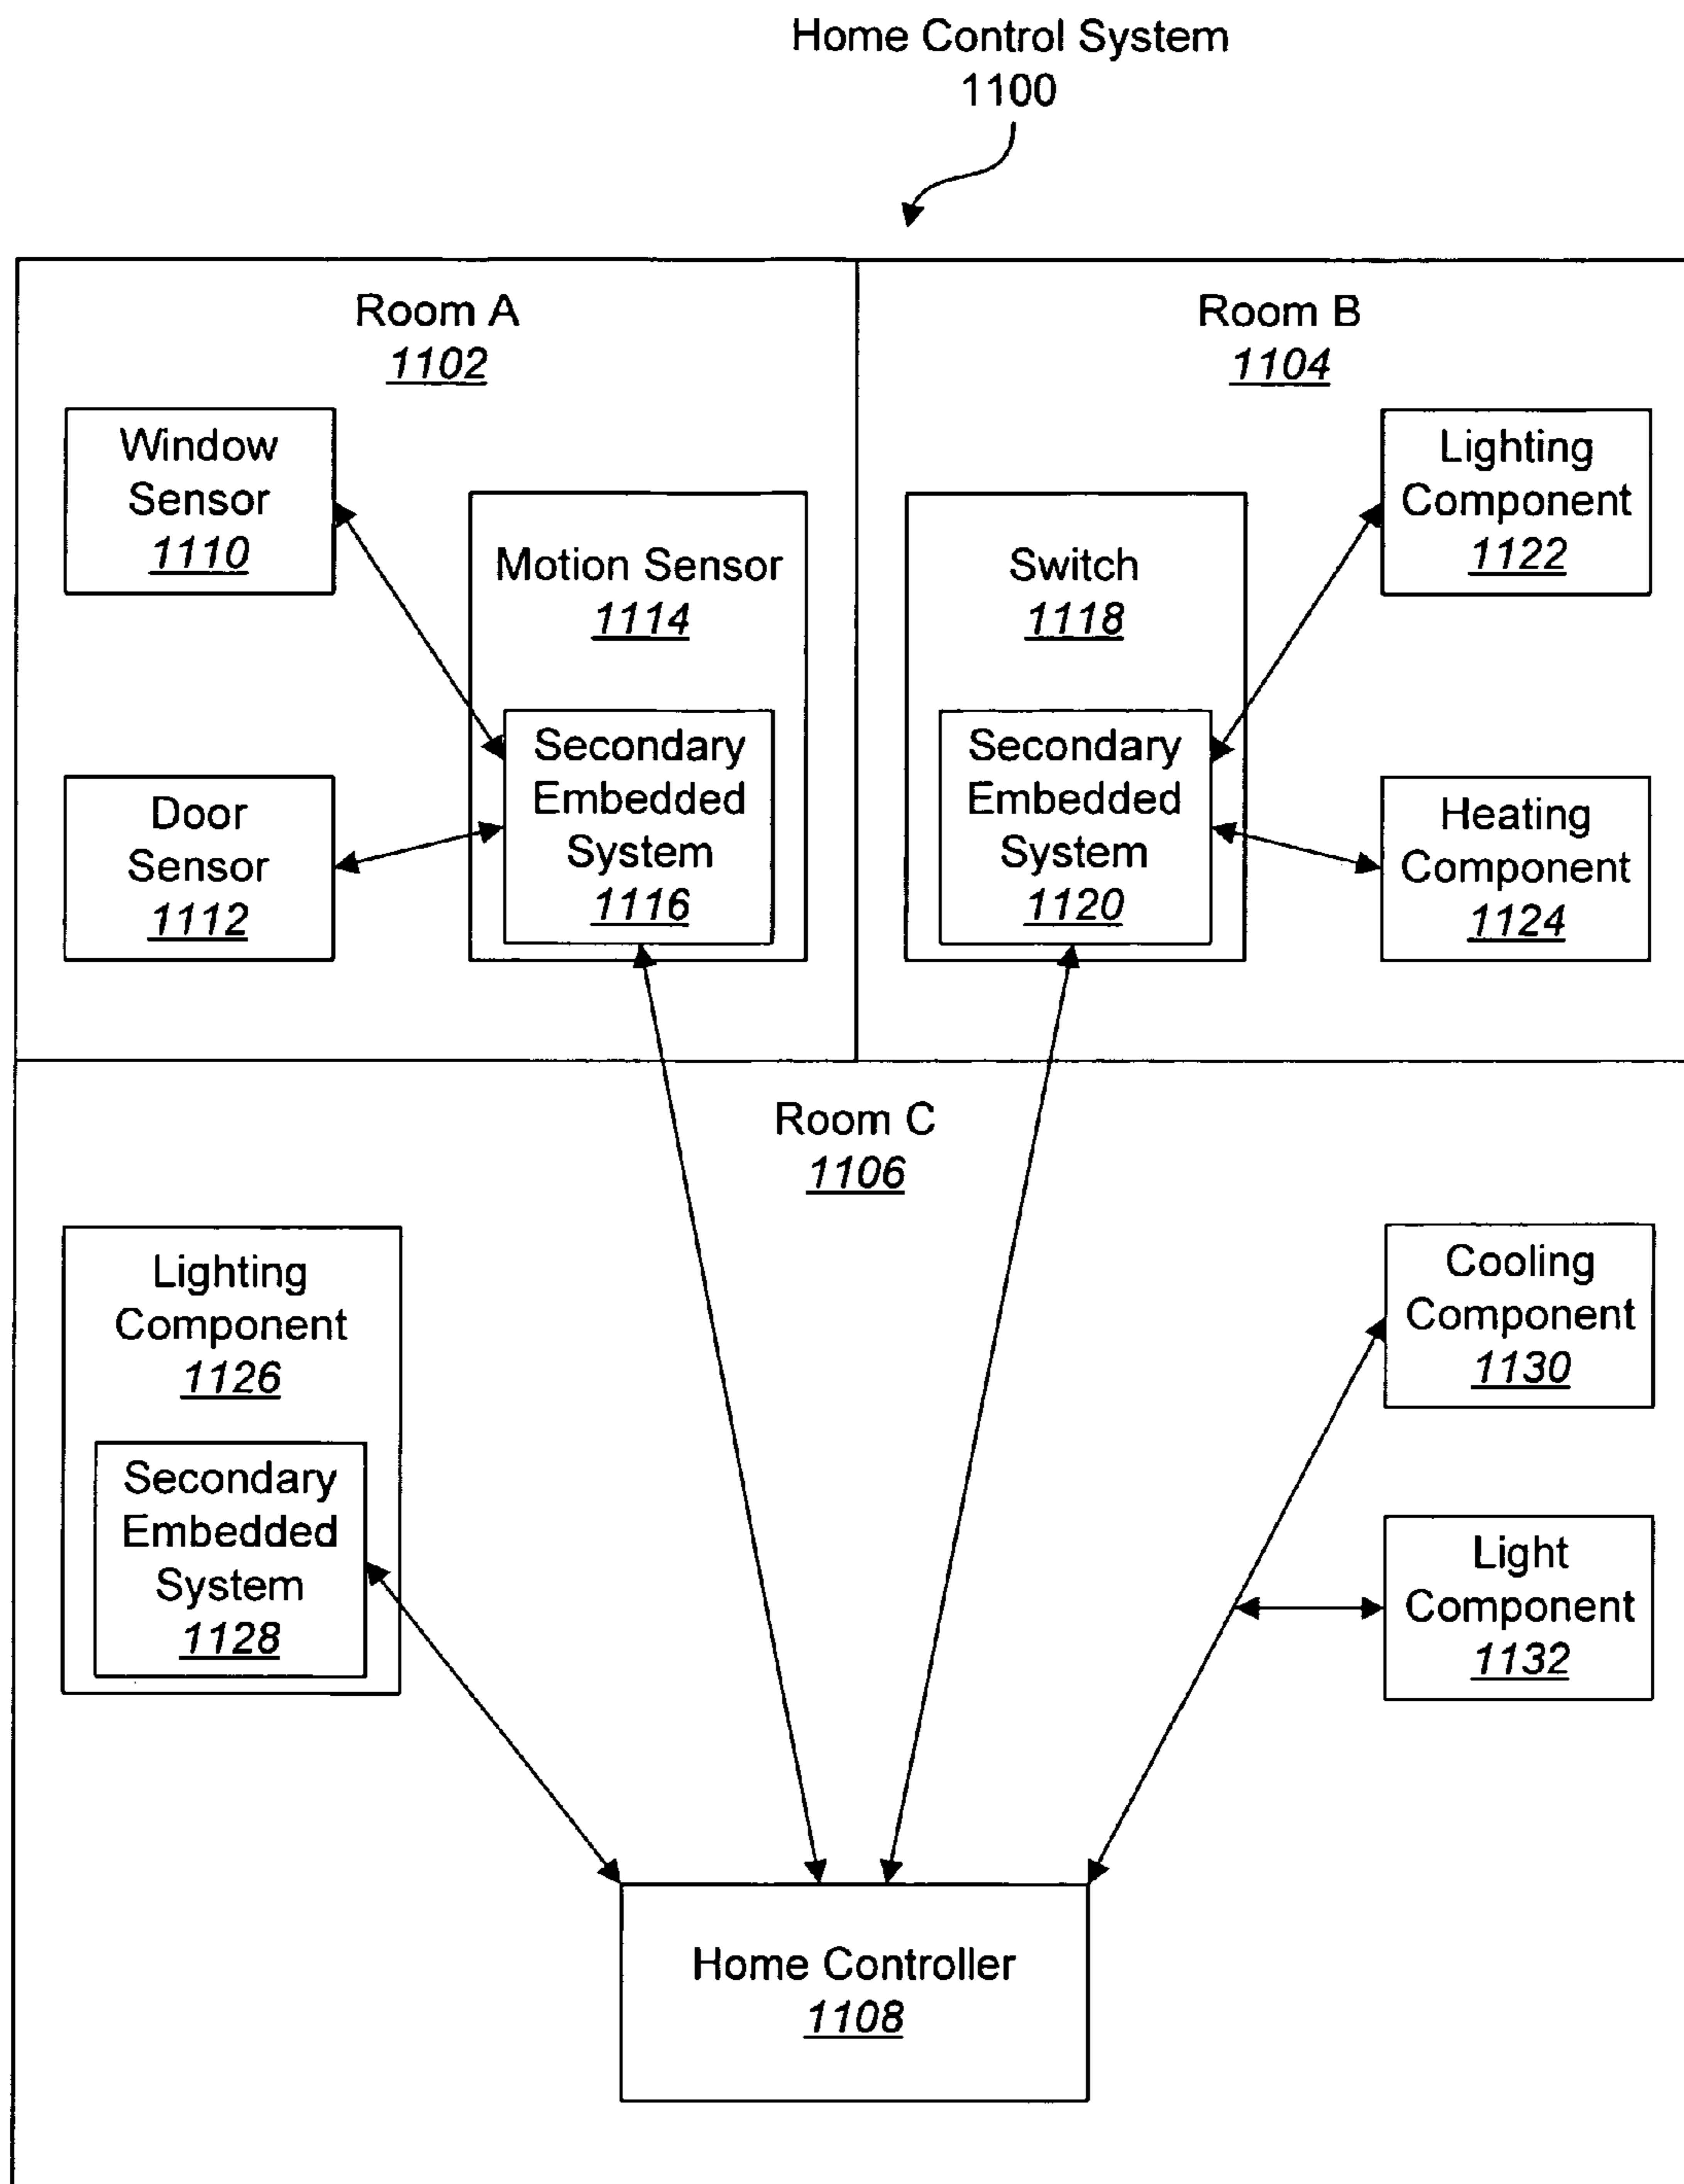 Home Control System
1100
Room A
1102
Window
Sensor
1110
Door
Sensor
1112
Motion Sensor
1114
Secondary
Embedded
System
1116
Room B
1104
Switch
1118
Secondary
Embedded
System
1120
Lighting
Component
1122
Heating
Component
1124
Room C
1106
Lighting
Component
1126
Secondary
Embedded
System
1128
Cooling
Component
1130
Light
Component
1132
Home Controller
1108